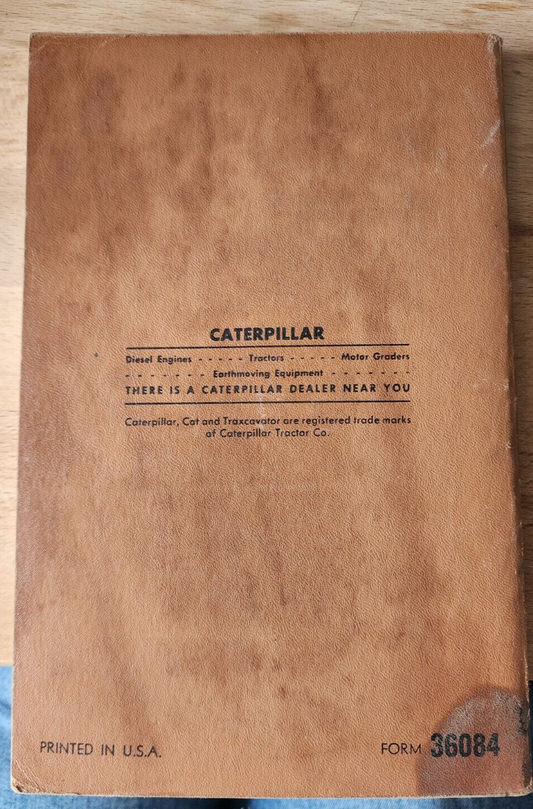 CATERPILLAR
Diesel Engines - - - - - Tractors - - - - - Motor Graders
- - - - - - - Earthmoving Equipment - - - - - - -
THERE IS A CATERPILLAR DEALER NEAR YOU
Caterpillar, Cat and Traxcavator are registered trade marks
of Caterpillar Tractor Co.
PRINTED IN U.S.A.
FORM 36084